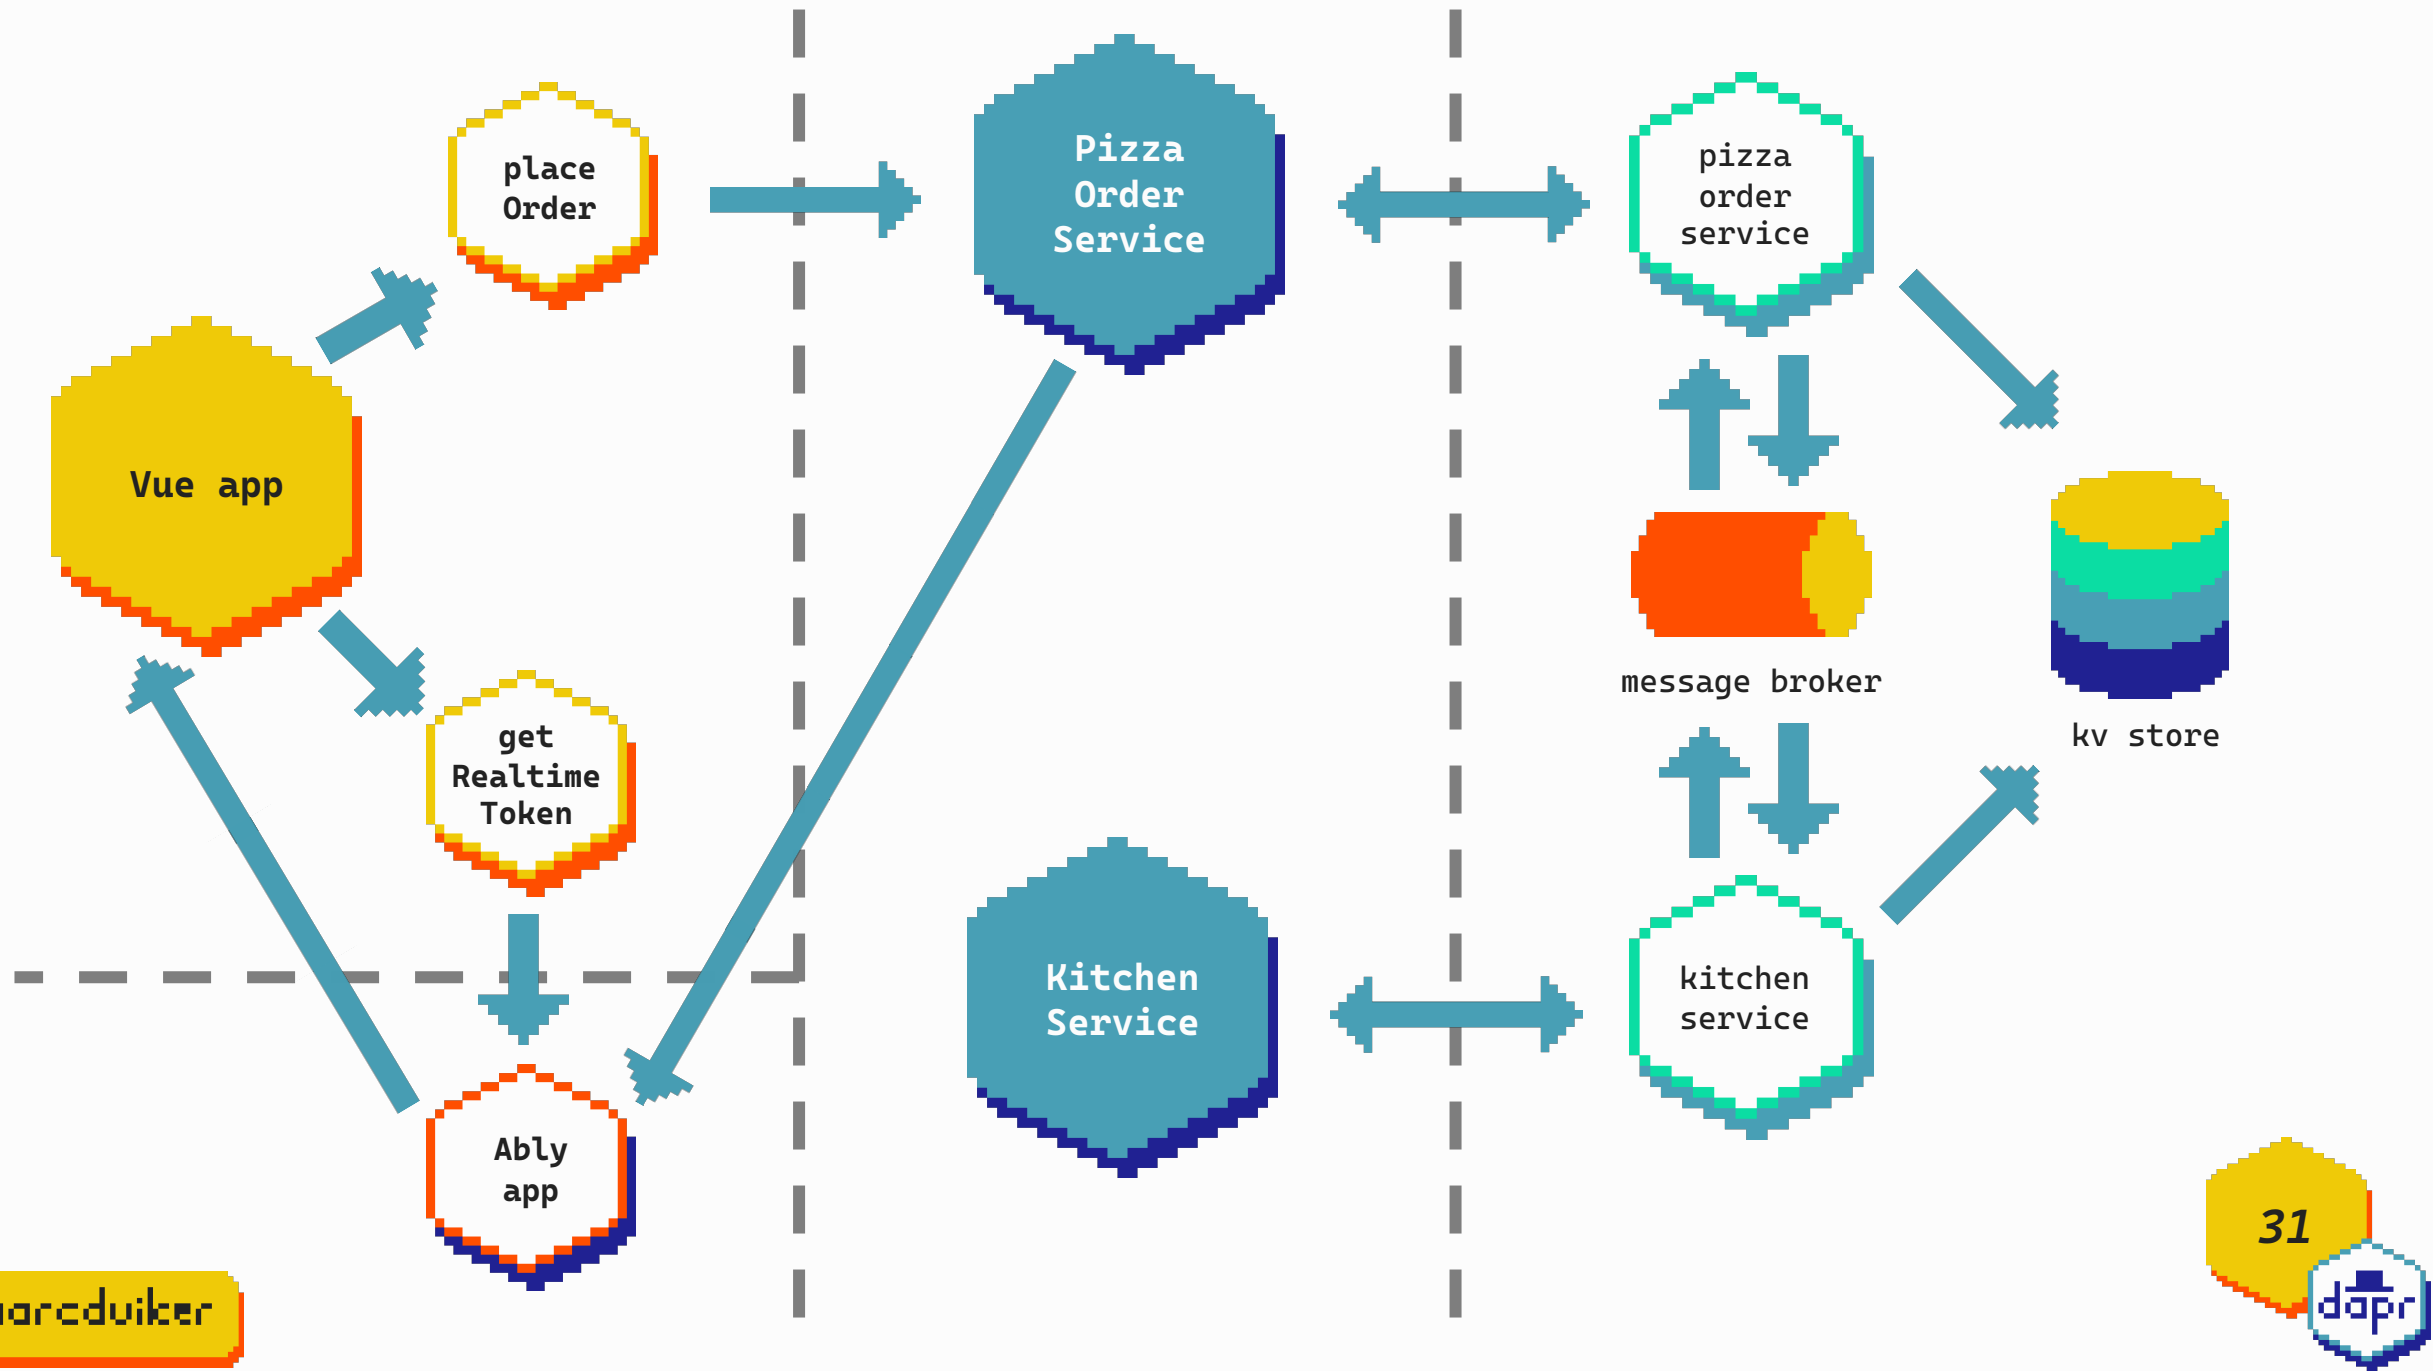 place
Order
Vue app
get
Realtime
Token
Ably
app
Pizza
Order
Service
Kitchen
Service
pizza
order
service
message broker
kv store
kitchen
service
31
dapr